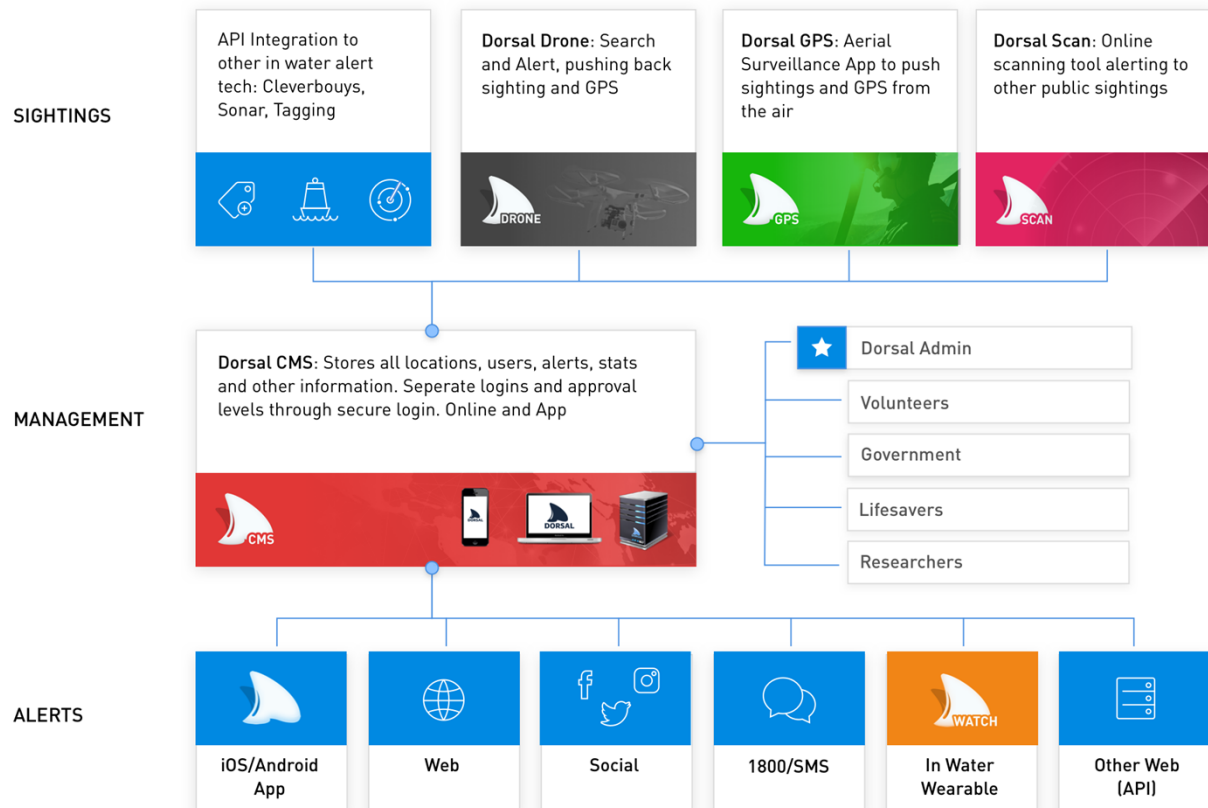 SIGHTINGS
API Integration to
other in water alert
tech: Cleverbouys,
Sonar, Tagging
Dorsal Drone: Search
and Alert, pushing back
sighting and GPS
DRONE
Dorsal GPS: Aerial
Surveillance App to push
sightings and GPS from
the air
GPS
Dorsal Scan: Online
scanning tool alerting to
other public sightings
SCAN
MANAGEMENT
Dorsal CMS: Stores all locations, users, alerts, stats
and other information. Seperate logins and approval
levels through secure login. Online and App
CMS
DORSAL
DORSAL
Dorsal Admin
Volunteers
Government
Lifesavers
Researchers
ALERTS
iOS/Android
App
Web
Social
1800/SMS
WATCH
In Water
Wearable
Other Web
(API)